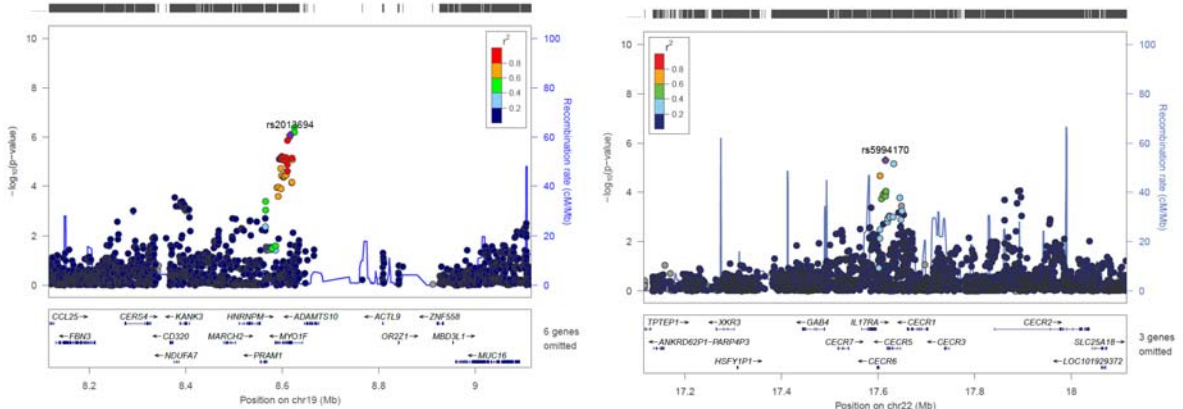 10
8
6
4
2
0
−log10(p−value)
rs2013694
r2
0.8
0.6
0.4
0.2
100
80
60
40
20
0
Recombination rate (cM/Mb)
CCL25→
CERS4→
←KANK3
HNRNPM→
←ADAMTS10
←ACTL9
←ZNF558
←FBN3
←CD320
MARCH2→
←MYO1F
OR2Z1→
MBD3L1→
←NDUFA7
←PRAM1
←MUC16
6 genes
omitted
8.2
8.4
8.6
8.8
9
Position on chr19 (Mb)
10
8
6
4
2
0
−log10(p−value)
rs5994170
r2
0.8
0.6
0.4
0.2
100
80
60
40
20
0
Recombination rate (cM/Mb)
TPTEP1→
←XKR3
←GAB4
IL17RA→
←CECR1
CECR2→
←ANKRD62P1−PARP4P3
CECR7→
←CECR5
←CECR3
SLC25A18→
HSFY1P1→
←CECR6
←LOC101929372
3 genes
omitted
17.2
17.4
17.6
17.8
18
Position on chr22 (Mb)